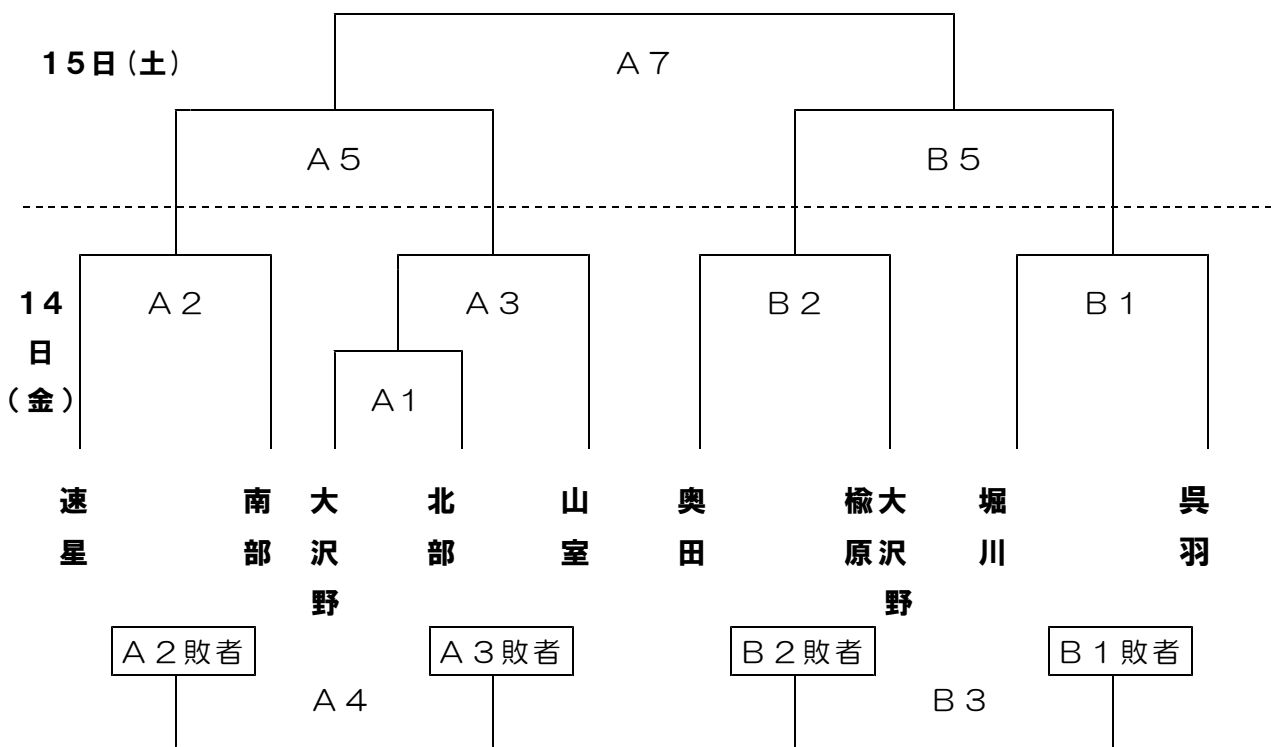 15日(土)
A7
A5
B5
14
日
(金)
A2
A3
B2
B1
A1
速星
南部
大沢野
北部
山室
奥田
楡原
大沢野
堀川
呉羽
A2敗者
A3敗者
B2敗者
B1敗者
A4
B3